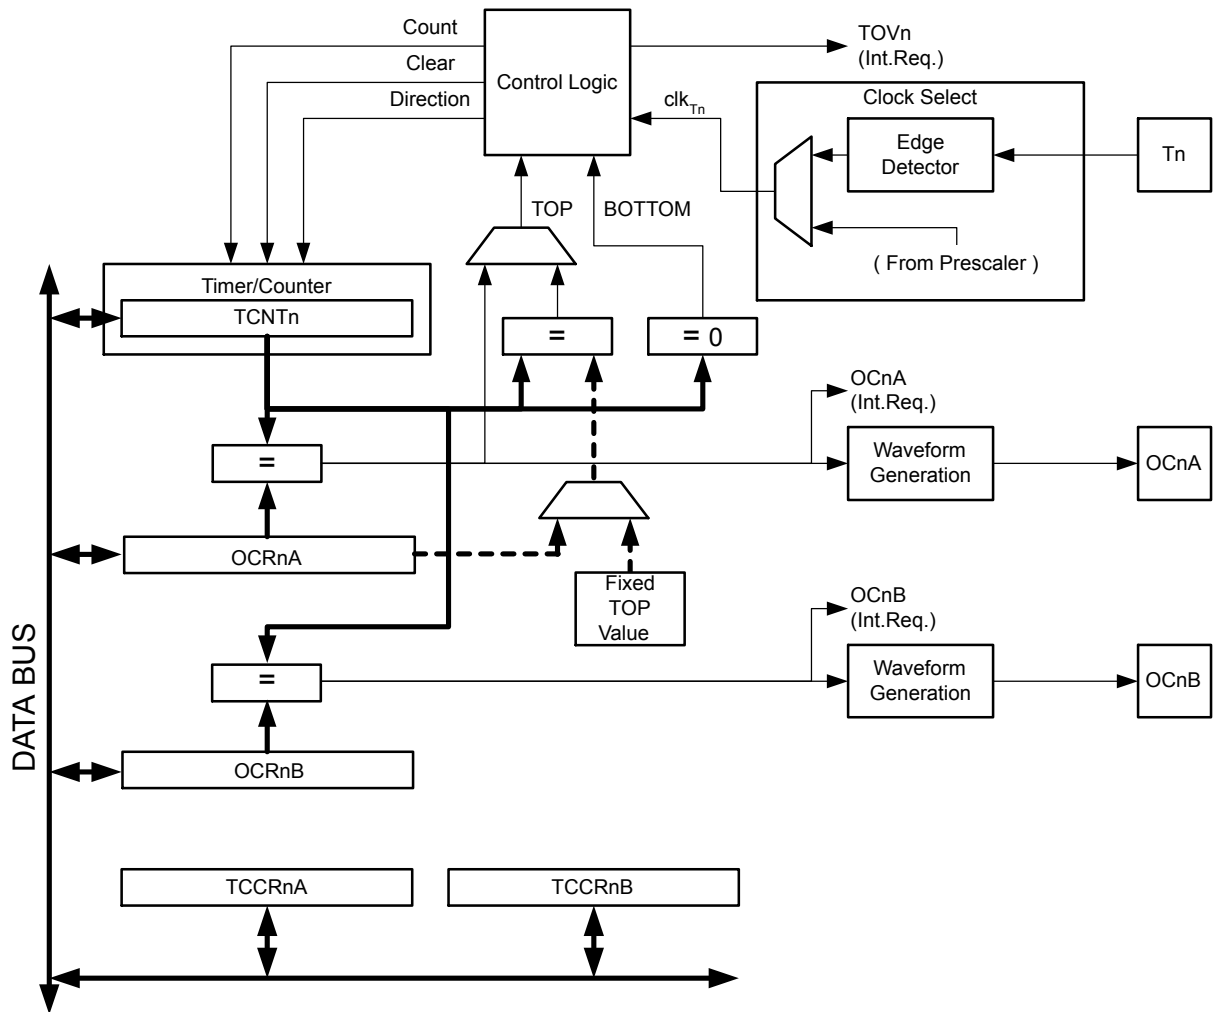 Count
TOVn
(Int.Req.)
Clear
Control Logic
Direction
clkTn
Clock Select
Edge
Detector
Tn
TOP
BOTTOM
( From Prescaler )
Timer/Counter
TCNTn
=
= 0
OCnA
(Int.Req.)
=
Waveform
Generation
OCnA
OCRnA
Fixed
TOP
Value
OCnB
(Int.Req.)
=
Waveform
Generation
OCnB
DATA BUS
OCRnB
TCCRnA
TCCRnB